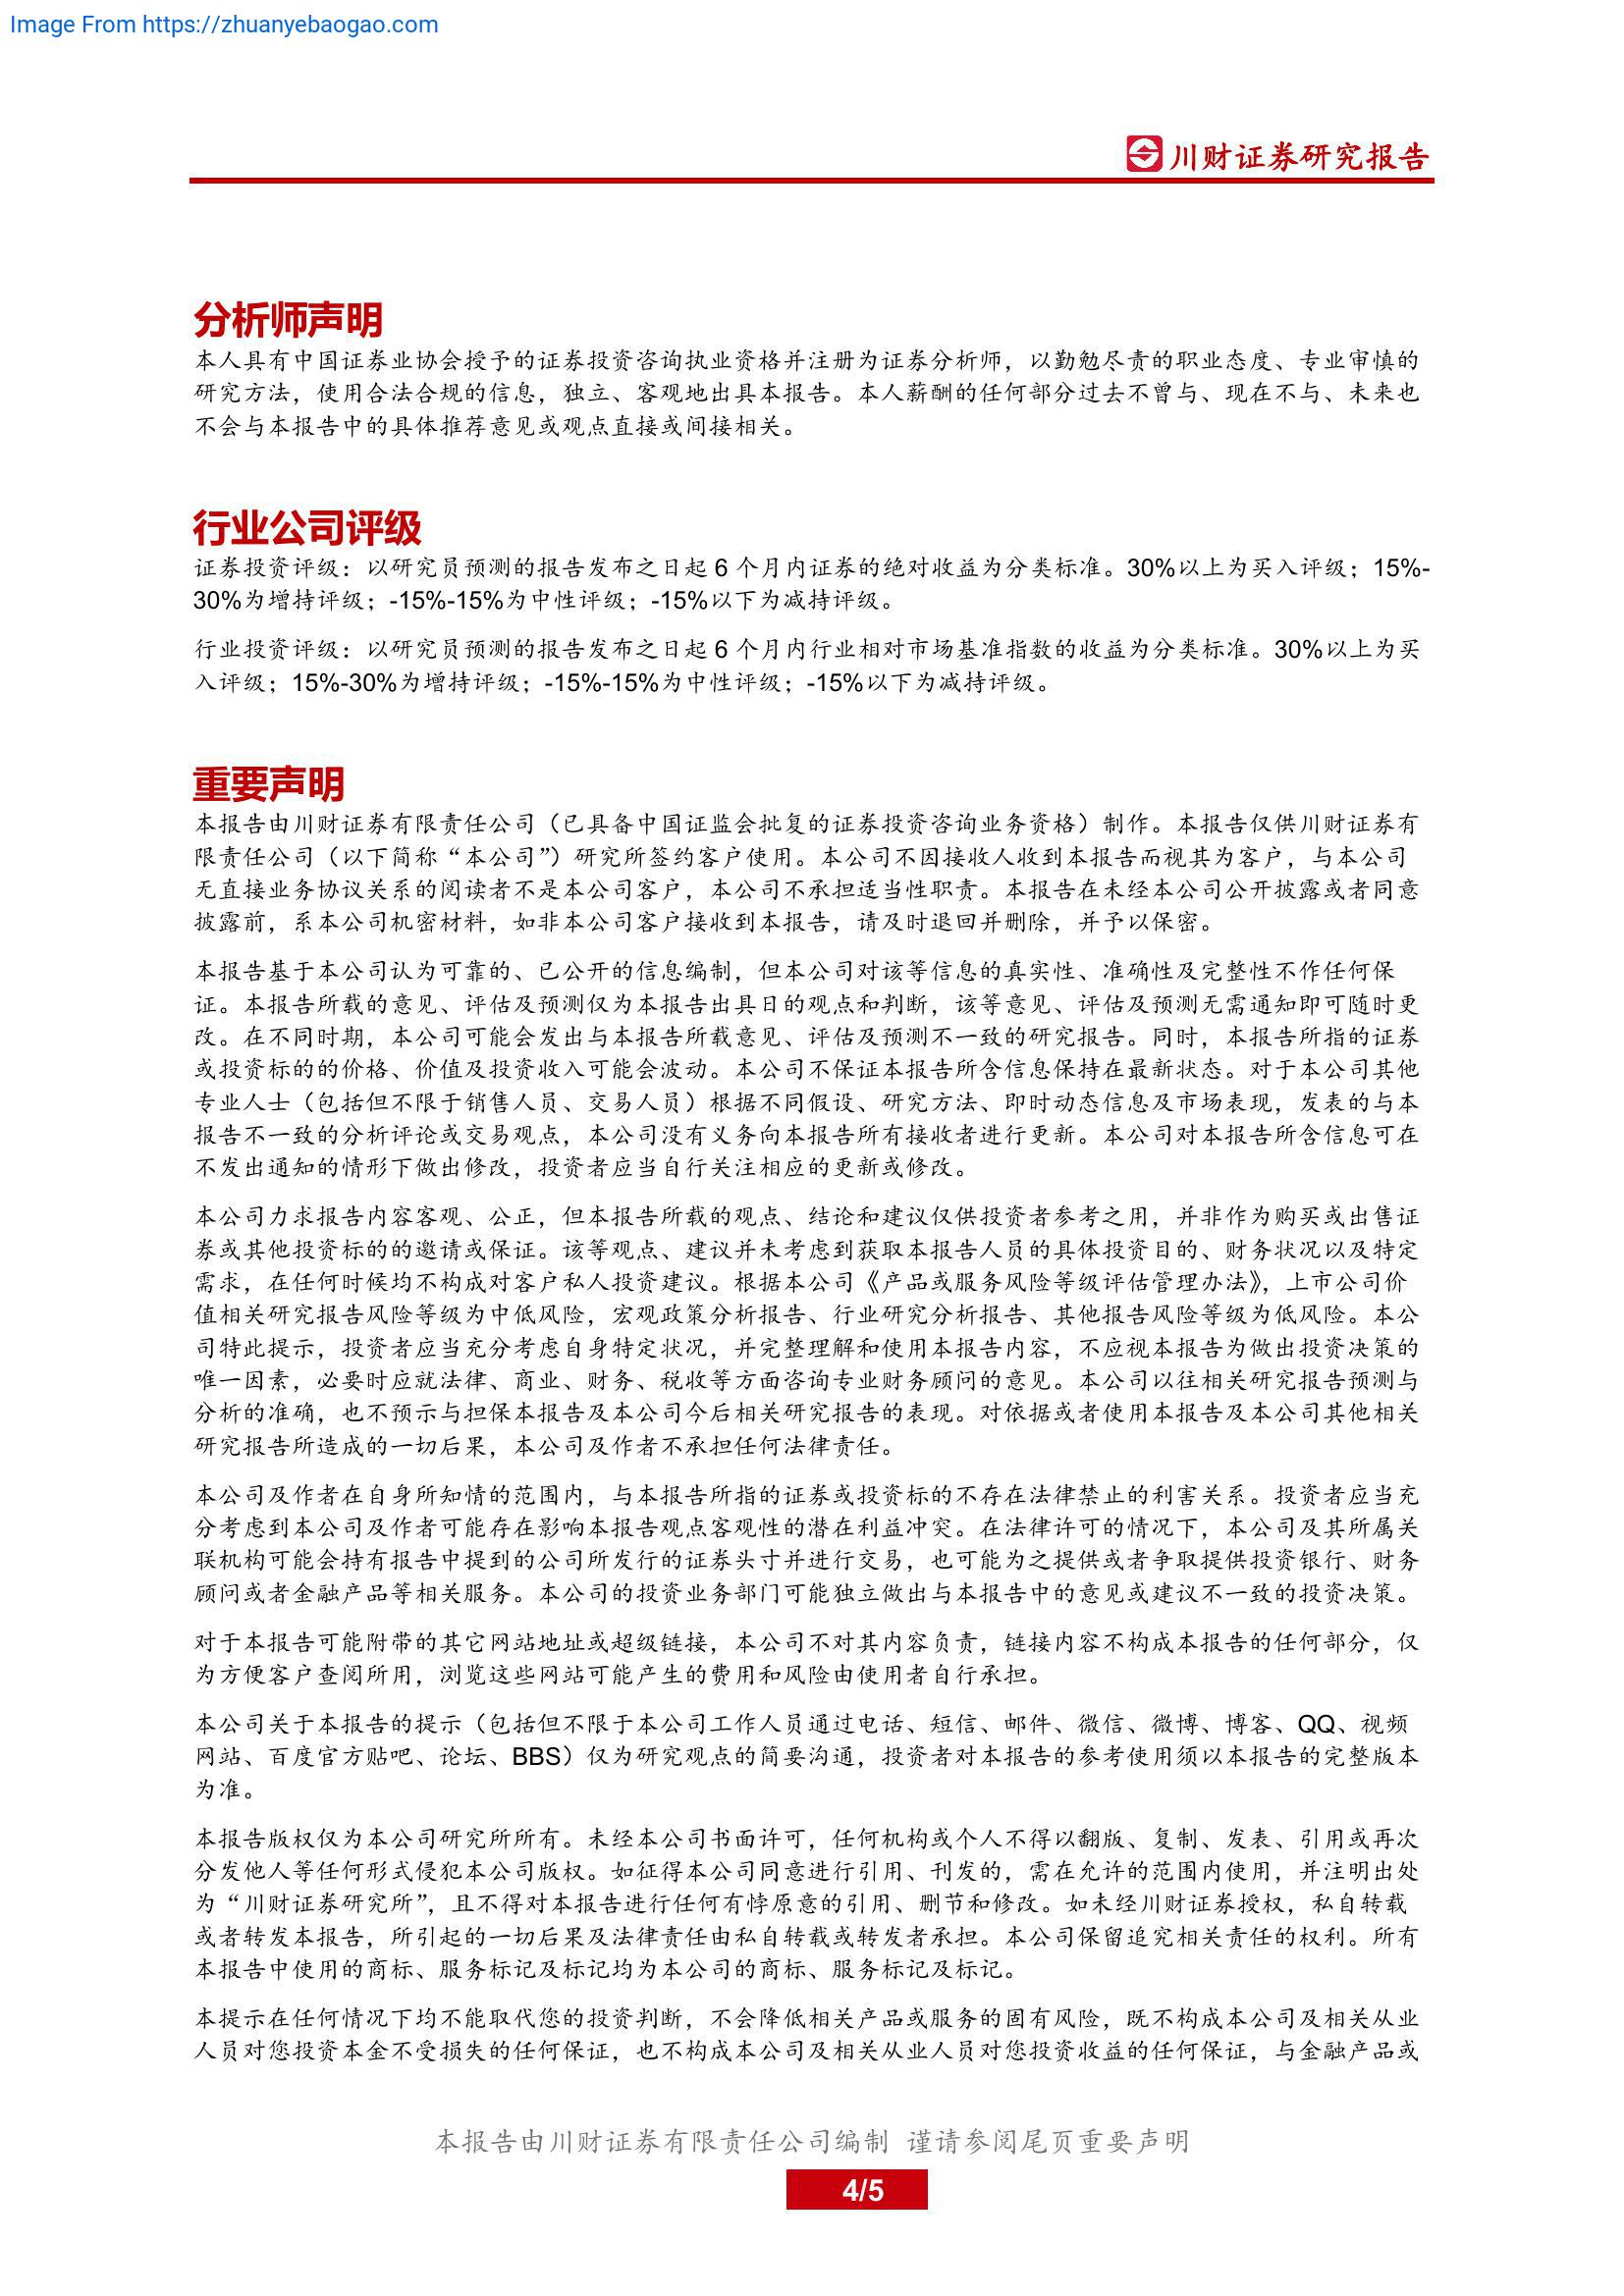 Image From https://zhuanyebaogao.com
川财证券研究报告
分析师声明
本人具有中国证券业协会授予的证券投资咨询执业资格并注册为证券分析师，以勤勉尽责的职业态度、专业审慎的
研究方法，使用合法合规的信息，独立、客观地出具本报告。本人薪酬的任何部分过去不曾与、现在不与、未来也
不会与本报告中的具体推荐意见或观点直接或间接相关。
行业公司评级
证券投资评级：以研究员预测的报告发布之日起 6 个月内证券的绝对收益为分类标准。30%以上为买入评级；15%-
30%为增持评级；-15%-15%为中性评级；-15%以下为减持评级。
行业投资评级：以研究员预测的报告发布之日起 6 个月内行业相对市场基准指数的收益为分类标准。30%以上为买
入评级；15%-30%为增持评级；-15%-15%为中性评级；-15%以下为减持评级。
重要声明
本报告由川财证券有限责任公司（已具备中国证监会批复的证券投资咨询业务资格）制作。本报告仅供川财证券有
限责任公司（以下简称“本公司”）研究所签约客户使用。本公司不因接收人收到本报告而视其为客户，与本公司
无直接业务协议关系的阅读者不是本公司客户，本公司不承担适当性职责。本报告在未经本公司公开披露或者同意
披露前，系本公司机密材料，如非本公司客户接收到本报告，请及时退回并删除，并予以保密。
本报告基于本公司认为可靠的、已公开的信息编制，但本公司对该等信息的真实性、准确性及完整性不作任何保
证。本报告所载的意见、评估及预测仅为本报告出具日的观点和判断，该等意见、评估及预测无需通知即可随时更
改。在不同时期，本公司可能会发出与本报告所载意见、评估及预测不一致的研究报告。同时，本报告所指的证券
或投资标的的价格、价值及投资收入可能会波动。本公司不保证本报告所含信息保持在最新状态。对于本公司其他
专业人士（包括但不限于销售人员、交易人员）根据不同假设、研究方法、即时动态信息及市场表现，发表的与本
报告不一致的分析评论或交易观点，本公司没有义务向本报告所有接收者进行更新。本公司对本报告所含信息可在
不发出通知的情形下做出修改，投资者应当自行关注相应的更新或修改。
本公司力求报告内容客观、公正，但本报告所载的观点、结论和建议仅供投资者参考之用，并非作为购买或出售证
券或其他投资标的的邀请或保证。该等观点、建议并未考虑到获取本报告人员的具体投资目的、财务状况以及特定
需求，在任何时候均不构成对客户私人投资建议。根据本公司《产品或服务风险等级评估管理办法》，上市公司价
值相关研究报告风险等级为中低风险，宏观政策分析报告、行业研究分析报告、其他报告风险等级为低风险。本公
司特此提示，投资者应当充分考虑自身特定状况，并完整理解和使用本报告内容，不应视本报告为做出投资决策的
唯一因素，必要时应就法律、商业、财务、税收等方面咨询专业财务顾问的意见。本公司以往相关研究报告预测与
分析的准确，也不预示与担保本报告及本公司今后相关研究报告的表现。对依据或者使用本报告及本公司其他相关
研究报告所造成的一切后果，本公司及作者不承担任何法律责任。
本公司及作者在自身所知情的范围内，与本报告所指的证券或投资标的不存在法律禁止的利害关系。投资者应当充
分考虑到本公司及作者可能存在影响本报告观点客观性的潜在利益冲突。在法律许可的情况下，本公司及其所属关
联机构可能会持有报告中提到的公司所发行的证券头寸并进行交易，也可能为之提供或者争取提供投资银行、财务
顾问或者金融产品等相关服务。本公司的投资业务部门可能独立做出与本报告中的意见或建议不一致的投资决策。
对于本报告可能附带的其它网站地址或超级链接，本公司不对其内容负责，链接内容不构成本报告的任何部分，仅
为方便客户查阅所用，浏览这些网站可能产生的费用和风险由使用者自行承担。
本公司关于本报告的提示（包括但不限于本公司工作人员通过电话、短信、邮件、微信、微博、博客、QQ、视频
网站、百度官方贴吧、论坛、BBS）仅为研究观点的简要沟通，投资者对本报告的参考使用须以本报告的完整版本
为准。
本报告版权仅为本公司研究所所有。未经本公司书面许可，任何机构或个人不得以翻版、复制、发表、引用或再次
分发他人等任何形式侵犯本公司版权。如征得本公司同意进行引用、刊发的，需在允许的范围内使用，并注明出处
为“川财证券研究所”，且不得对本报告进行任何有悖原意的引用、删节和修改。如未经川财证券授权，私自转载
或者转发本报告，所引起的一切后果及法律责任由私自转载或转发者承担。本公司保留追究相关责任的权利。所有
本报告中使用的商标、服务标记及标记均为本公司的商标、服务标记及标记。
本提示在任何情况下均不能取代您的投资判断，不会降低相关产品或服务的固有风险，既不构成本公司及相关从业
人员对您投资本金不受损失的任何保证，也不构成本公司及相关从业人员对您投资收益的任何保证，与金融产品或
本报告由川财证券有限责任公司编制 谨请参阅尾页重要声明
4/5